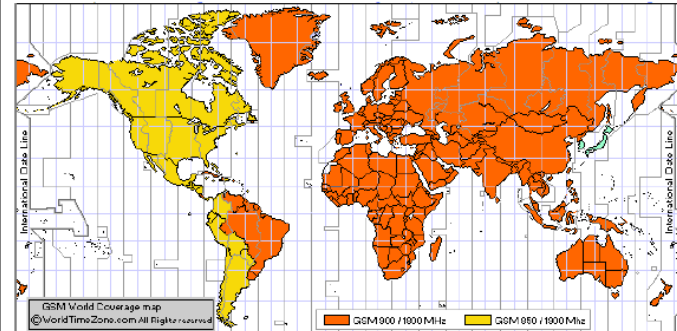 International Date Line
International Date Line
GSM World Coverage map
©WorldTimeZone.com All Rights reserved
GSM 900 / 1800 MHz
GSM 850 / 1900 Mhz